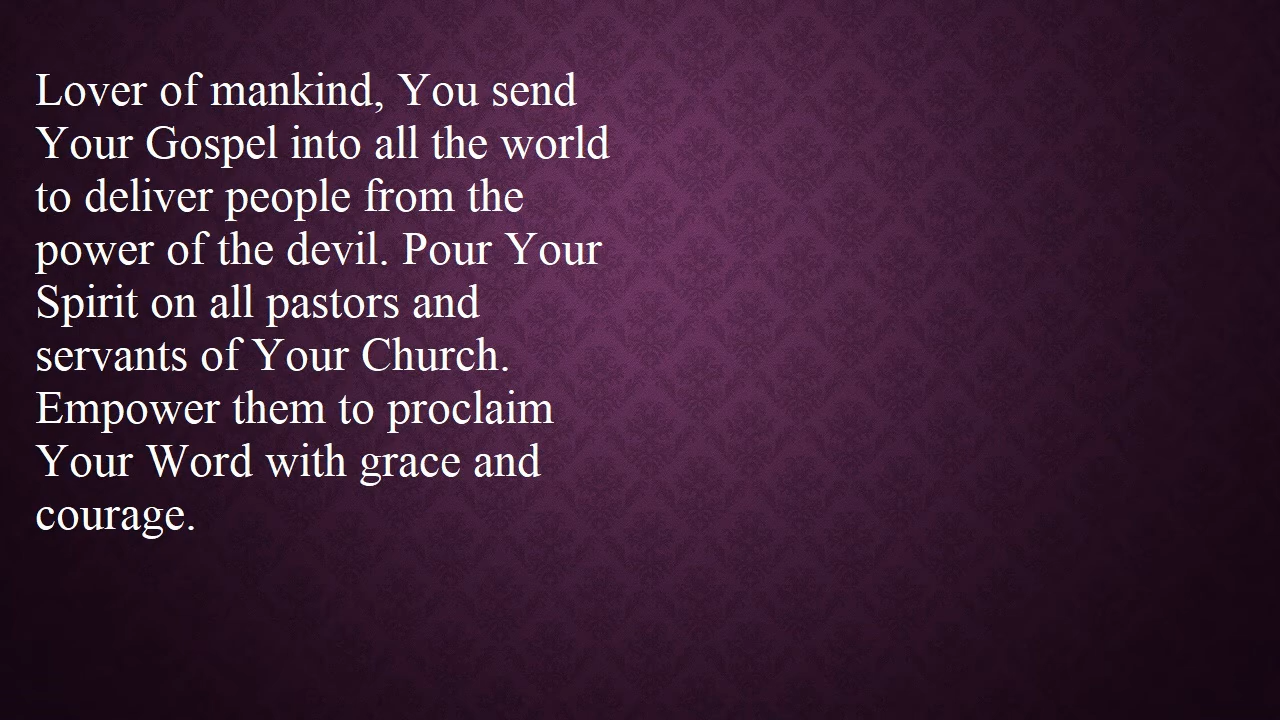 Lover of mankind, You send
Your Gospel into all the world
to deliver people from the
power of the devil. Pour Your
Spirit on all pastors and
servants of Your Church.
Empower them to proclaim
Your Word with grace and
courage.